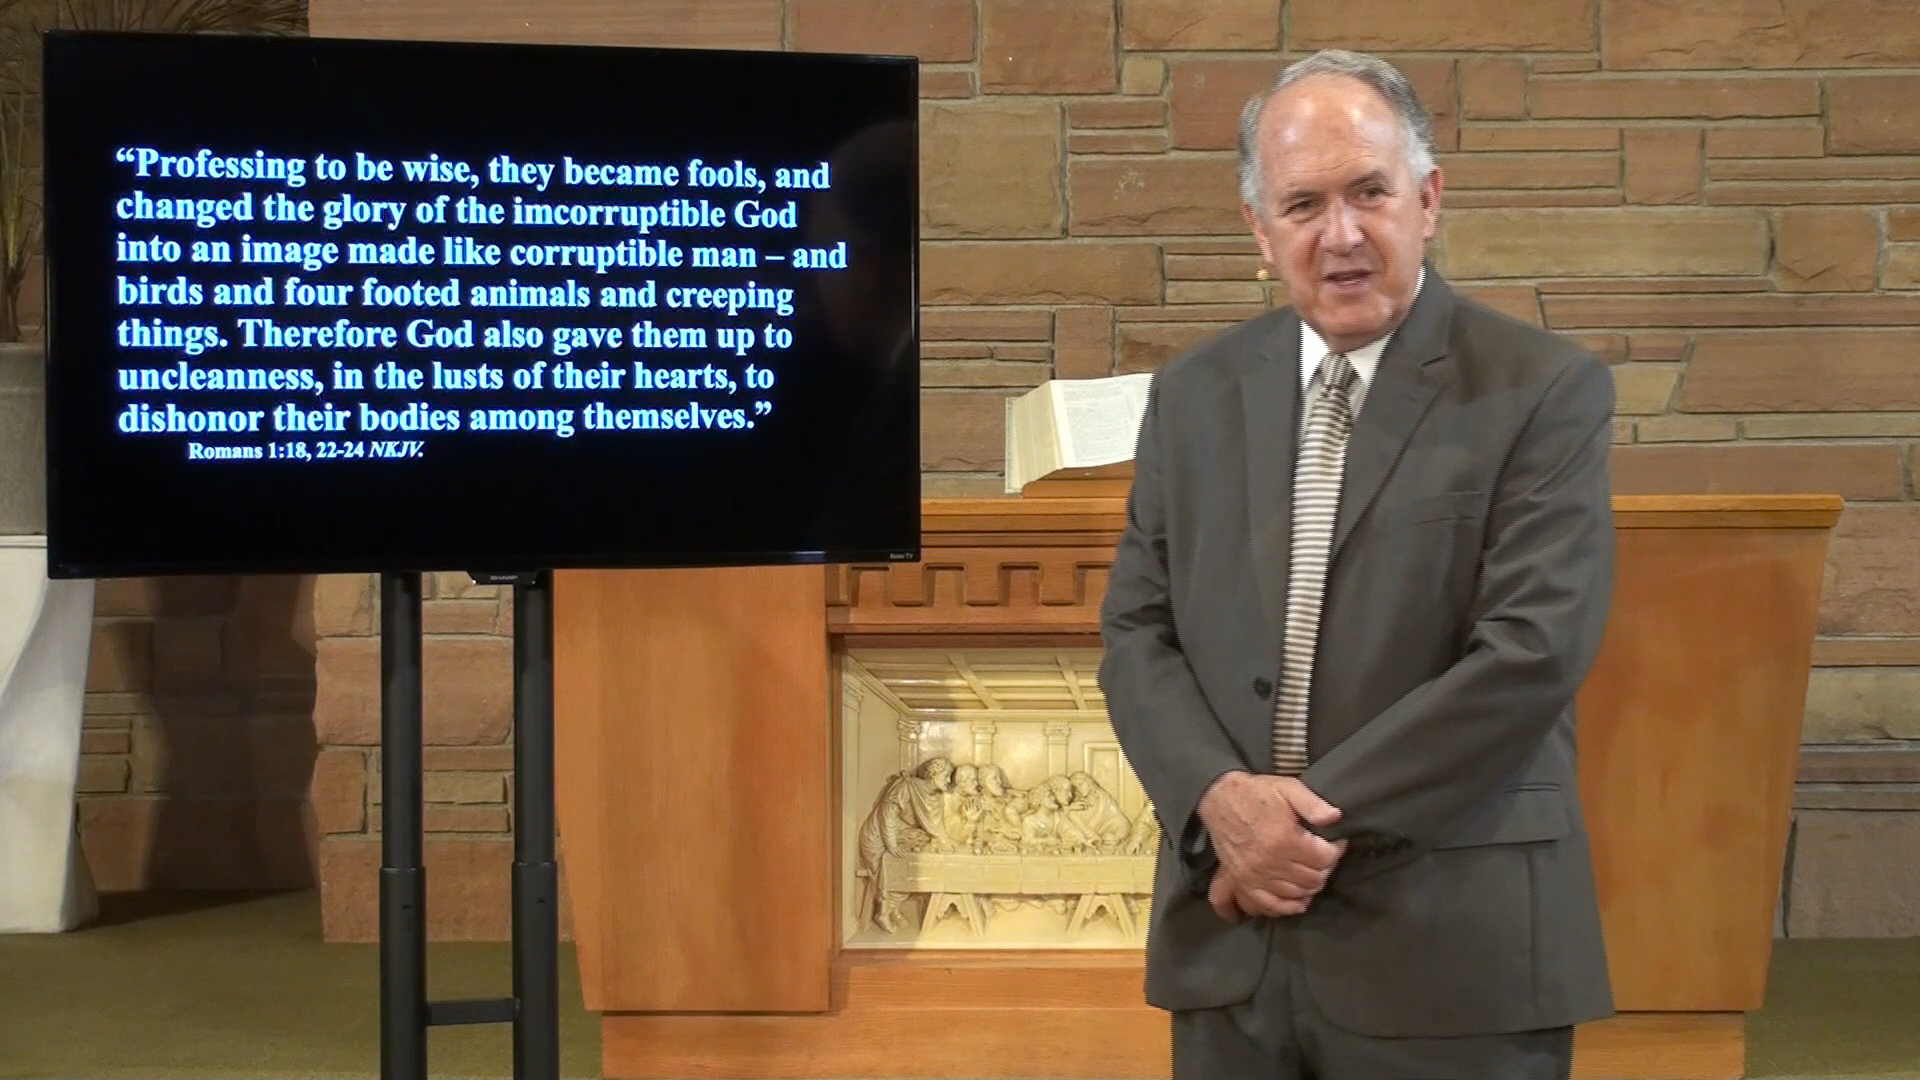 “Professing to be wise, they became fools, and
changed the glory of the imcorruptible God
into an image made like corruptible man – and
birds and four footed animals and creeping
things. Therefore God also gave them up to
uncleanness, in the lusts of their hearts, to
dishonor their bodies among themselves.”
Romans 1:18, 22-24 NKJV.
Roku TV
SHARP